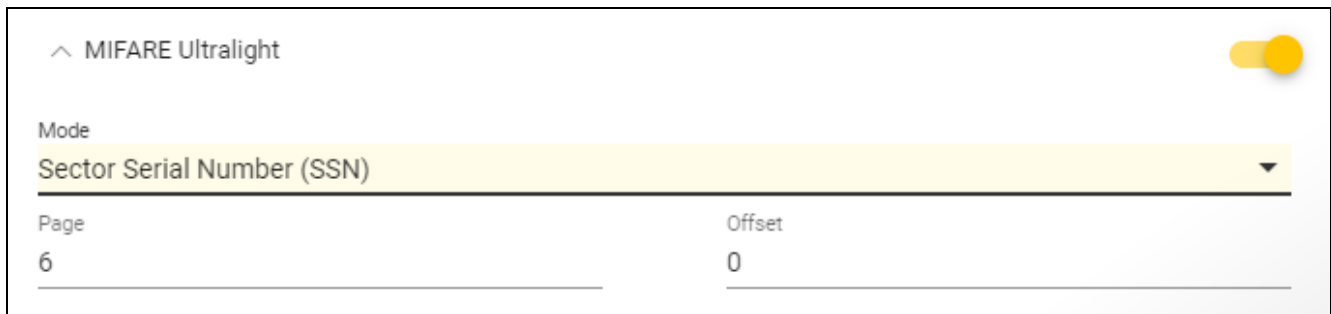 MIFARE Ultralight
Mode
Sector Serial Number (SSN)
Page
Offset
6
0